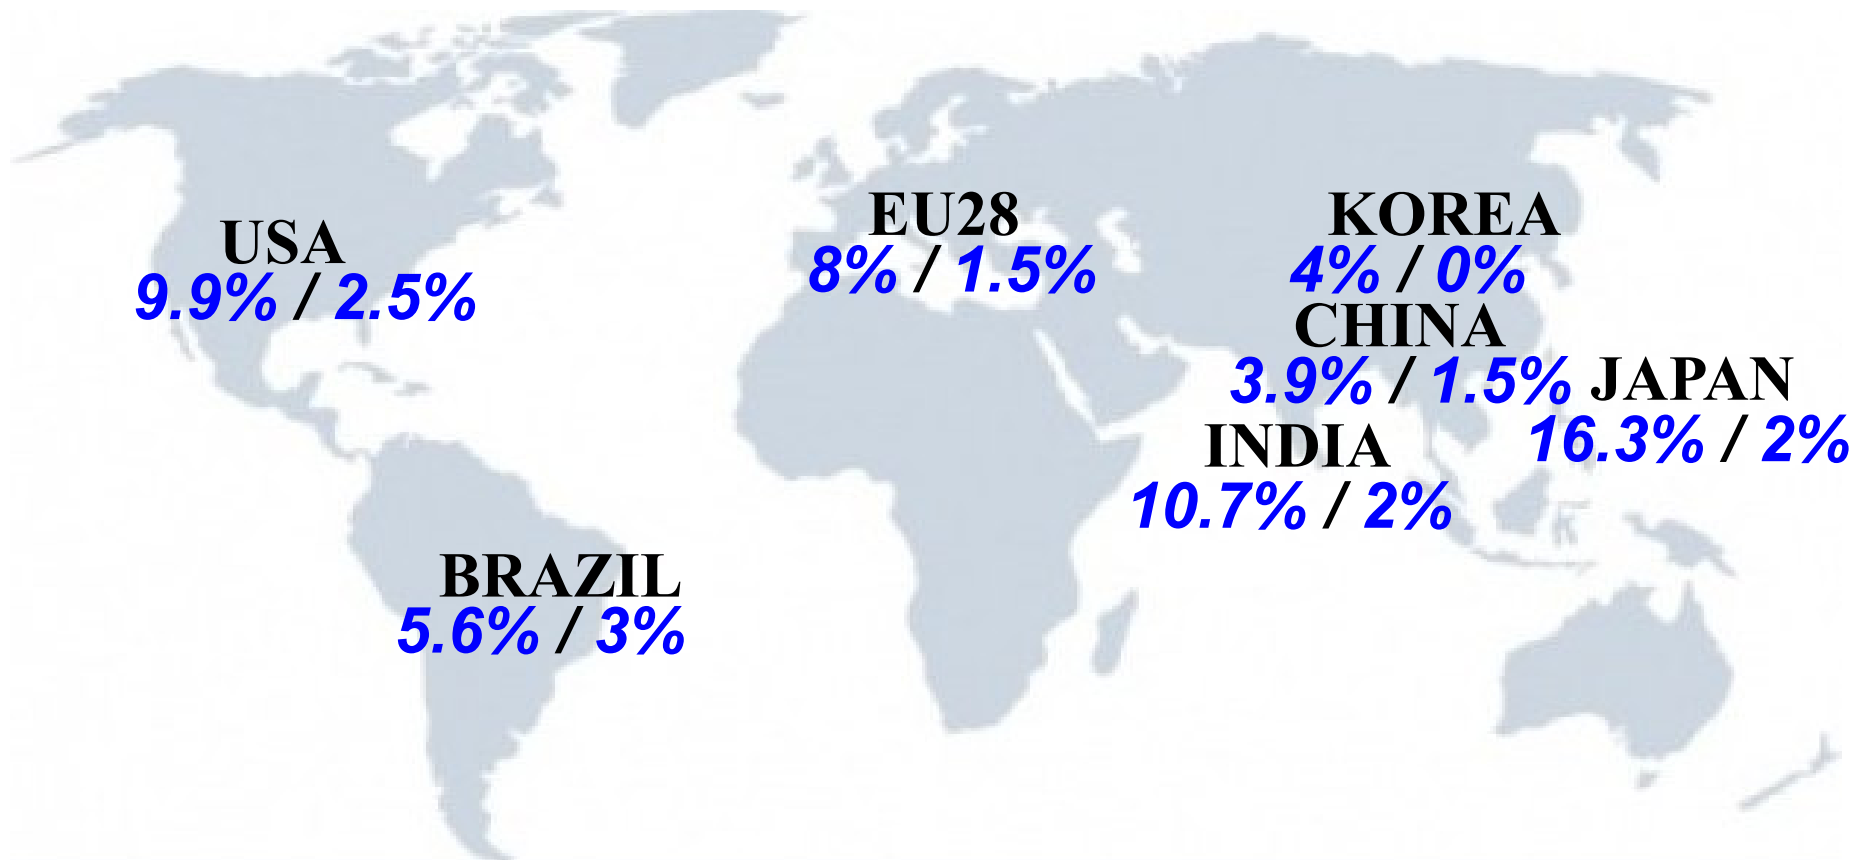 USA
9.9% / 2.5%
EU28
8% / 1.5%
KOREA
4% / 0%
CHINA
3.9% / 1.5%
JAPAN
16.3% / 2%
INDIA
10.7% / 2%
BRAZIL
5.6% / 3%